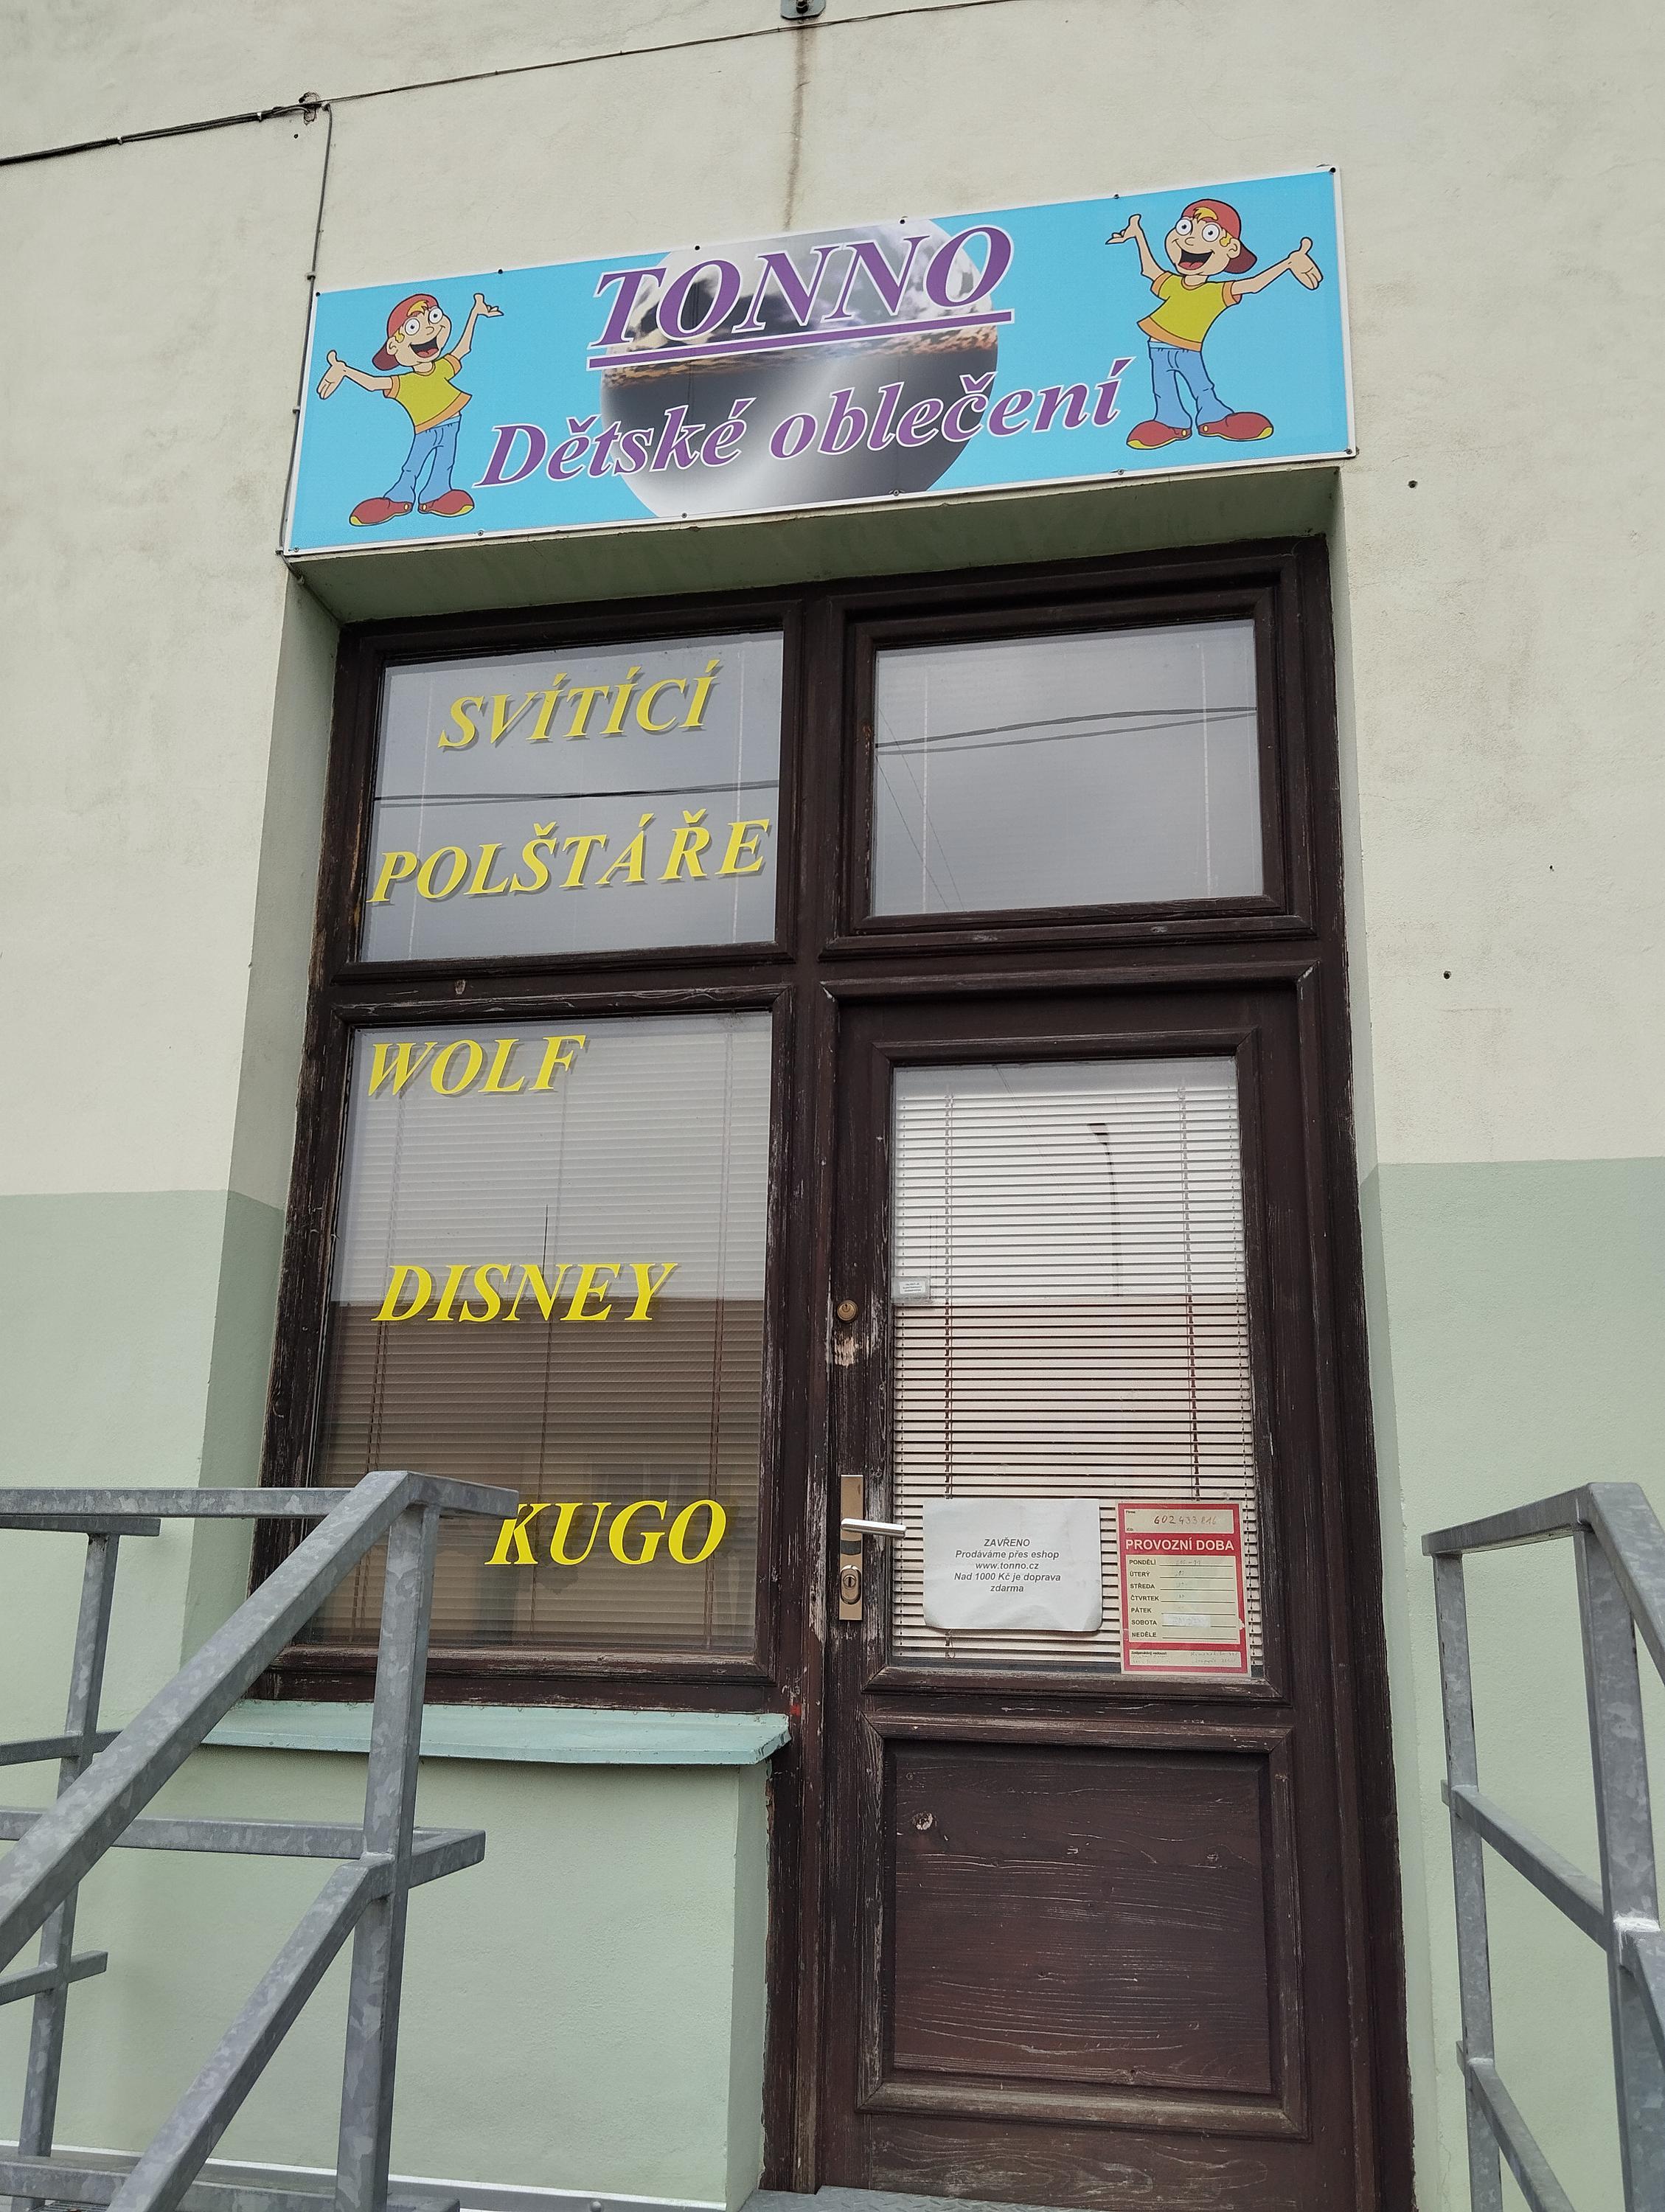 TONNO
Dětské oblečení
SVÍTÍCÍ
POLŠTÁŘE
WOLF
DISNEY
KUGO
ZAVŘENO
Prodáváme přes eshop
www.tonno.cz
Nad 1000 Kč je doprava
zdarma
602 433 816
PROVOZNÍ DOBA
PONDĚLÍ
ÚTERÝ
STŘEDA
ČTVRTEK
PÁTEK
SOBOTA
NEDĚLE